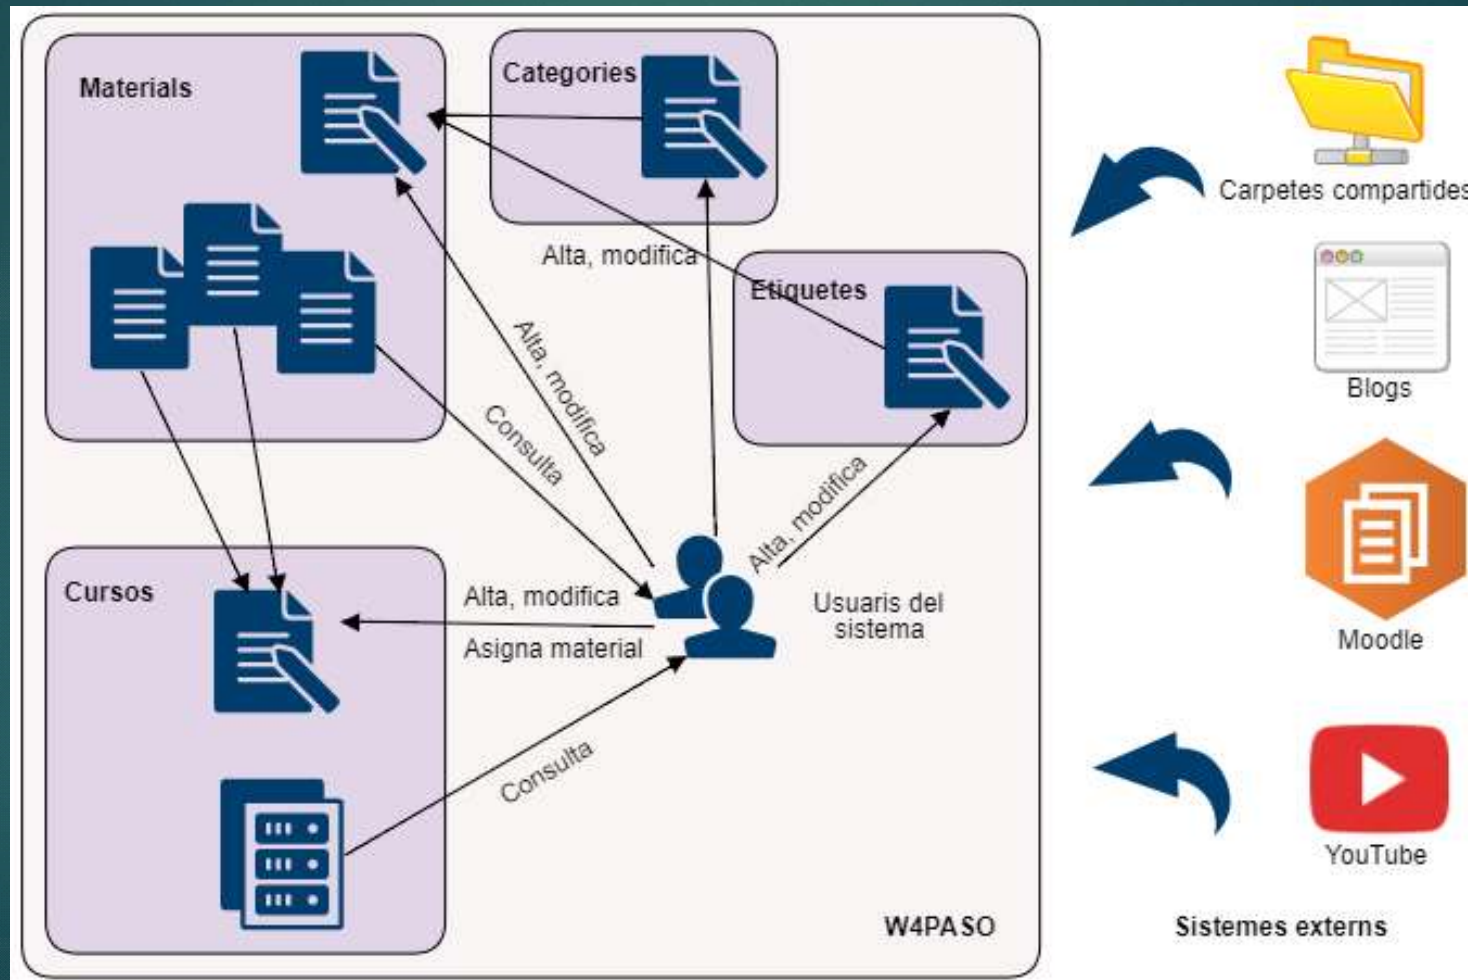 Materials
Categories
Alta, modifica
Etiquetes
Alta, modifica
Consulta
Alta, modifica
Cursos
Alta, modifica
Asigna material
Usuaris del
sistema
Consulta
W4PASO
Carpetes compartides
Blogs
Moodle
YouTube
Sistemes externs